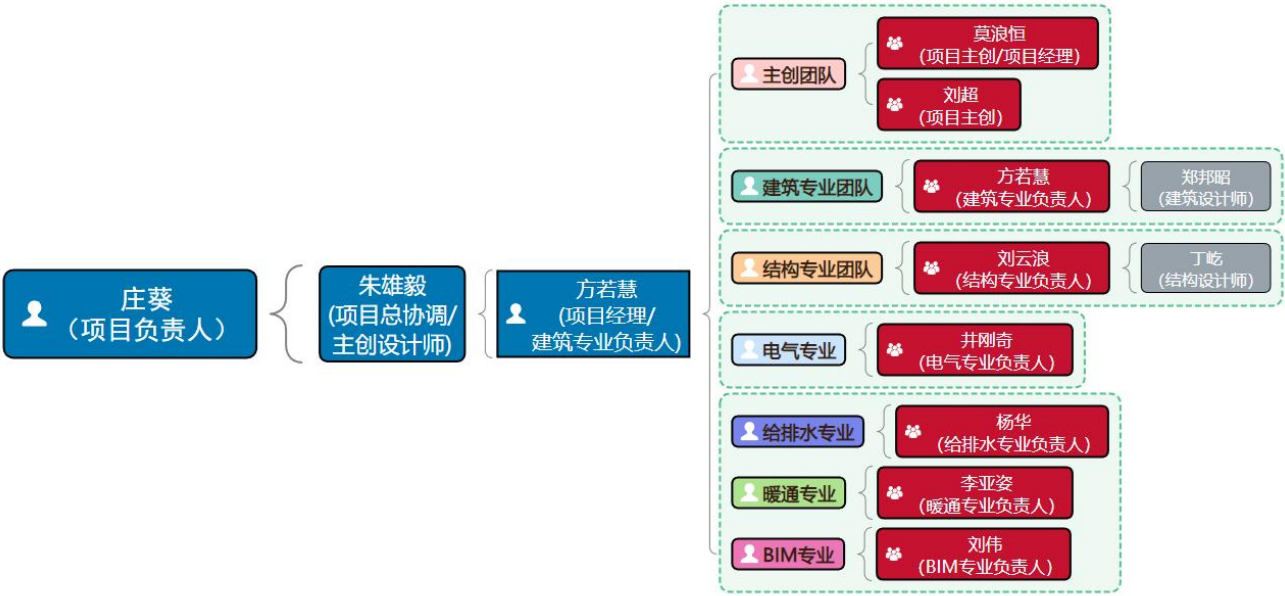 庄葵
（项目负责人）
朱雄毅
(项目总协调/
主创设计师)
方若慧
(项目经理/
建筑专业负责人)
主创团队
莫浪恒
(项目主创/项目经理)
刘超
(项目主创)
建筑专业团队
方若慧
(建筑专业负责人)
郑邦昭
(建筑设计师)
结构专业团队
刘云浪
(结构专业负责人)
丁屹
(结构设计师)
电气专业
井刚奇
(电气专业负责人)
给排水专业
杨华
(给排水专业负责人)
暖通专业
李亚姿
(暖通专业负责人)
BIM专业
刘伟
(BIM专业负责人)